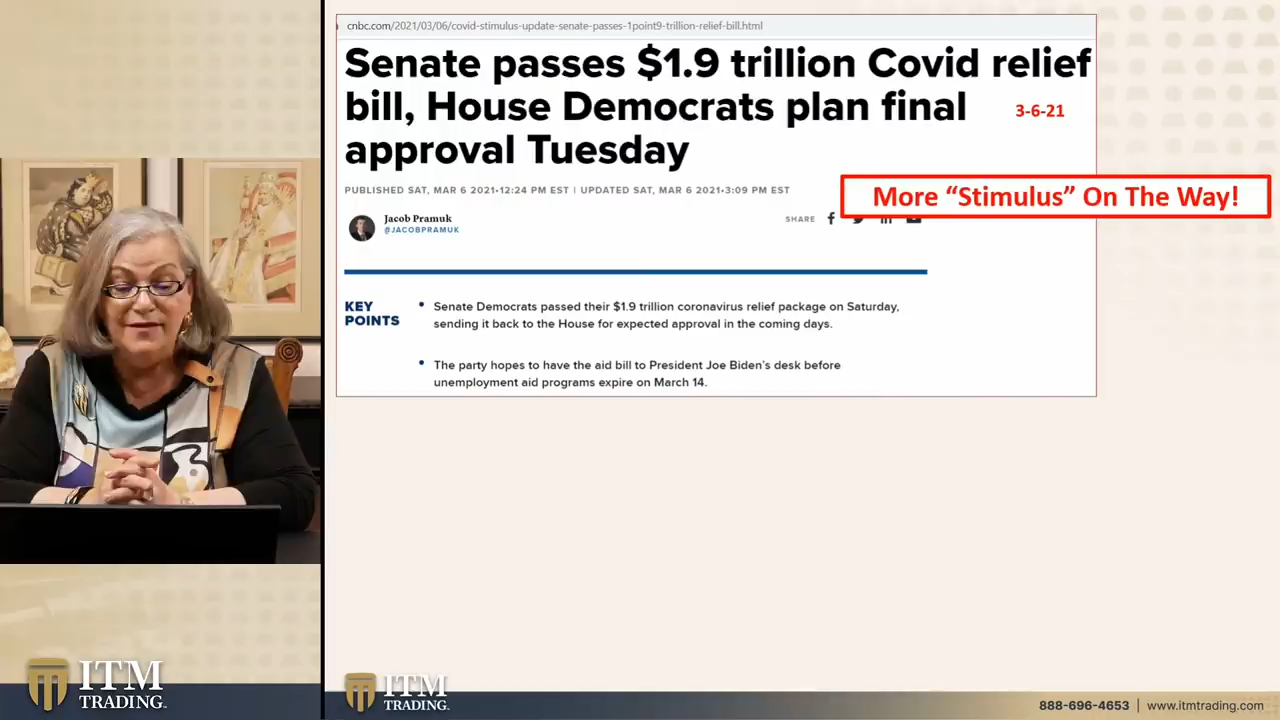 cnbc.com/2021/03/06/covid-stimulus-update-senate-passes-1point9-trillion-relief-bill.html
Senate passes $1.9 trillion Covid relief
bill, House Democrats plan final
3-6-21
approval Tuesday
PUBLISHED SAT, MAR 6 2021•12:24 PM EST | UPDATED SAT, MAR 6 2021•3:09 PM EST
More “Stimulus” On The Way!
Jacob Pramuk
@JACOBPRAMUK
SHARE
KEY
POINTS
• Senate Democrats passed their $1.9 trillion coronavirus relief package on Saturday,
sending it back to the House for expected approval in the coming days.
• The party hopes to have the aid bill to President Joe Biden’s desk before
unemployment aid programs expire on March 14.
ITM
TRADING
ITM
TRADING
888-696-4653 | www.itmtrading.com